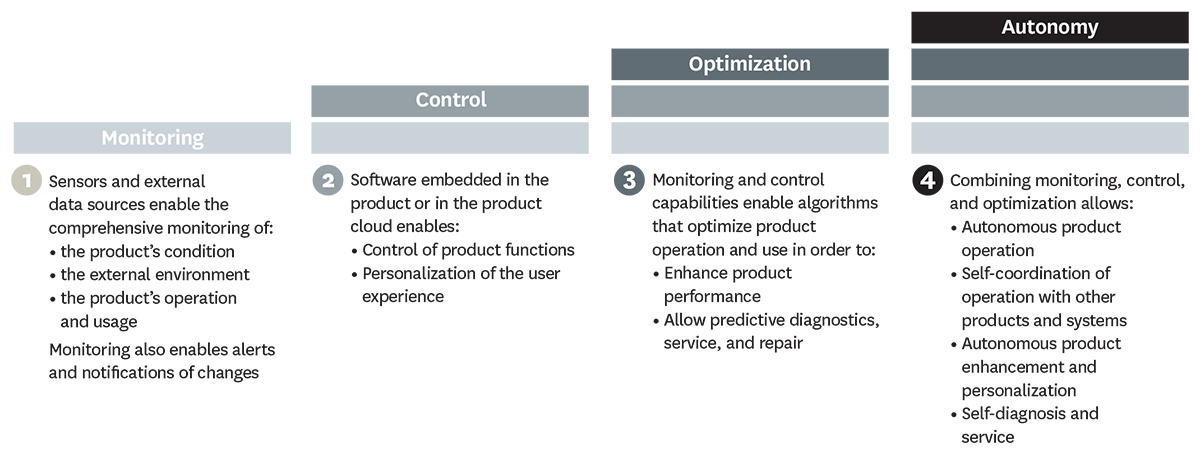 Monitoring
1
Sensors and external
data sources enable the
comprehensive monitoring of:
• the product’s condition
• the external environment
• the product’s operation
and usage
Monitoring also enables alerts
and notifications of changes
Control
2
Software embedded in the
product or in the product
cloud enables:
• Control of product functions
• Personalization of the user
experience
Optimization
3
Monitoring and control
capabilities enable algorithms
that optimize product
operation and use in order to:
• Enhance product
performance
• Allow predictive diagnostics,
service, and repair
Autonomy
4
Combining monitoring, control,
and optimization allows:
• Autonomous product
operation
• Self-coordination of
operation with other
products and systems
• Autonomous product
enhancement and
personalization
• Self-diagnosis and
service